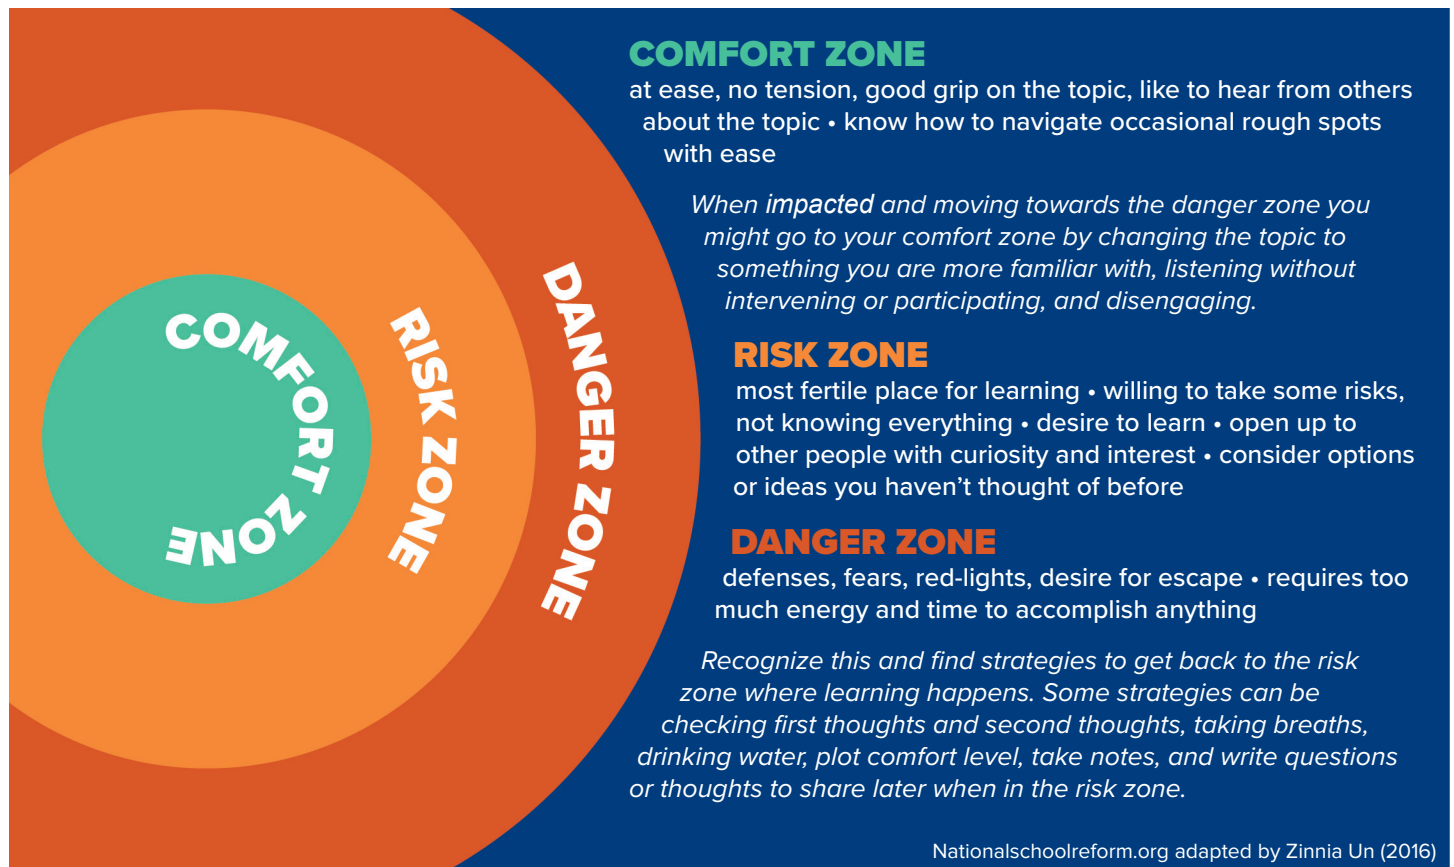 COMFORT ZONE
at ease, no tension, good grip on the topic, like to hear from others
about the topic • know how to navigate occasional rough spots
with ease
When impacted and moving towards the danger zone you
might go to your comfort zone by changing the topic to
something you are more familiar with, listening without
intervening or participating, and disengaging.
RISK ZONE
most fertile place for learning • willing to take some risks,
not knowing everything • desire to learn • open up to
other people with curiosity and interest • consider options
or ideas you haven’t thought of before
DANGER ZONE
defenses, fears, red-lights, desire for escape • requires too
much energy and time to accomplish anything
Recognize this and find strategies to get back to the risk
zone where learning happens. Some strategies can be
checking first thoughts and second thoughts, taking breaths,
drinking water, plot comfort level, take notes, and write questions
or thoughts to share later when in the risk zone.
COMFORT ZONE
RISK ZONE
DANGER ZONE
Nationalschoolreform.org adapted by Zinnia Un (2016)